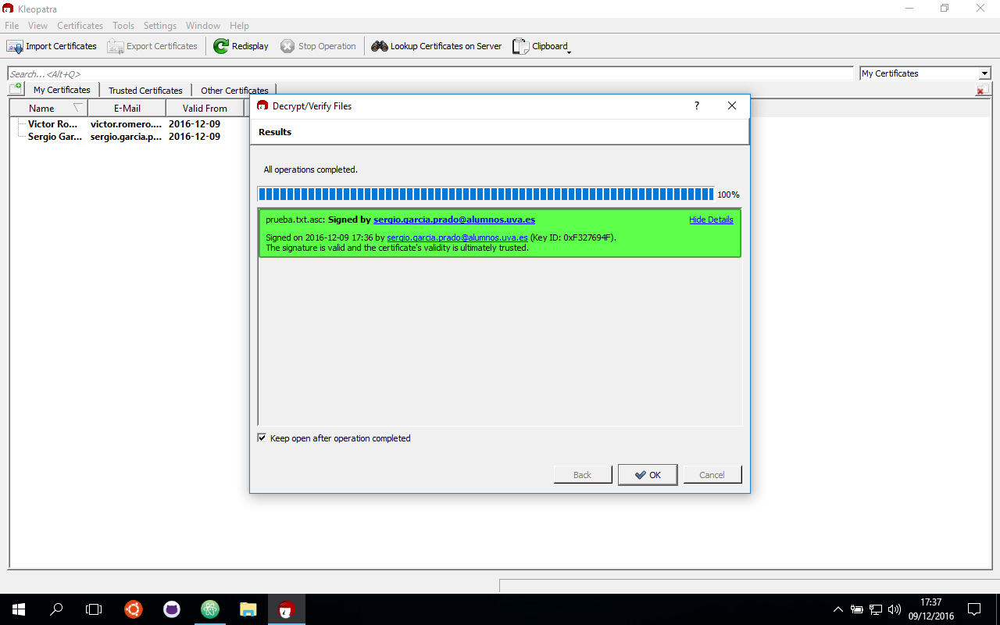 Kleopatra
File View Certificates Tools Settings Window Help
Import Certificates Export Certificates Redisplay Stop Operation Lookup Certificates on Server Clipboard
Search...<Alt+Q> My Certificates
My Certificates Trusted Certificates Other Certificates
Name E-Mail Valid From
Victor Ro... victor.romero.... 2016-12-09
Sergio Gar... sergio.garcia.p... 2016-12-09
Decrypt/Verify Files ?
Results
All operations completed.
100%
prueba.txt.asc: Signed by sergio.garcia.prado@alumnos.uva.es Hide Details
Signed on 2016-12-09 17:36 by sergio.garcia.prado@alumnos.uva.es (Key ID: 0xF327694F).
The signature is valid and the certificate's validity is ultimately trusted.
Keep open after operation completed
Back OK Cancel
17:37
09/12/2016